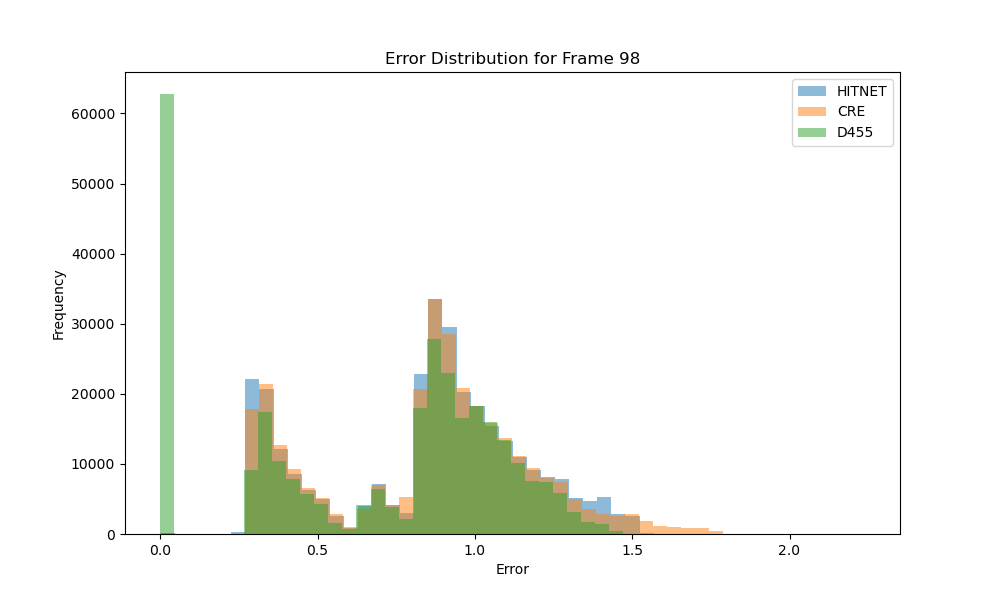 Error Distribution for Frame 98
HITNET
CRE
D455
Frequency
60000
50000
40000
30000
20000
10000
0
0.0 0.5 1.0 1.5 2.0
Error